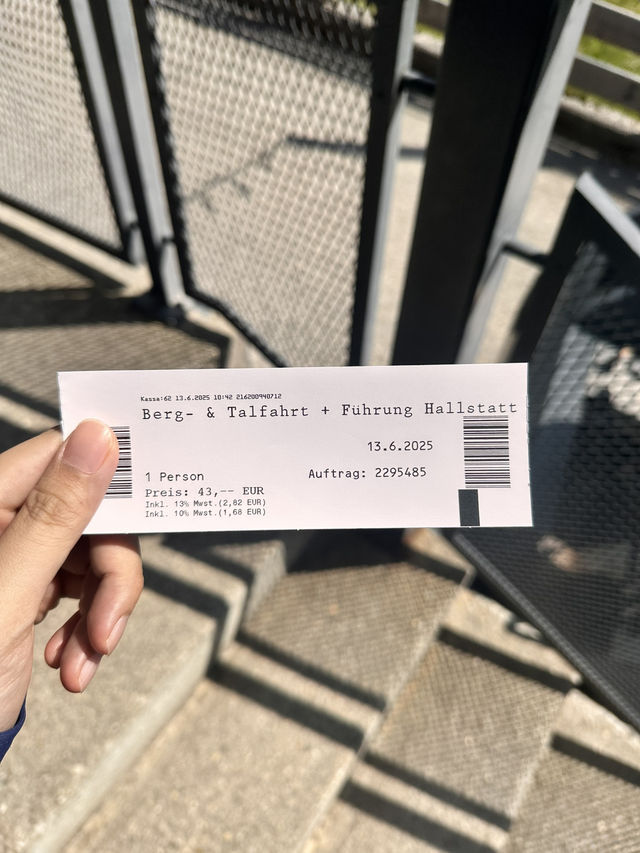 Kassa:62 13.6.2025 10:42 216200940712
Berg- & Talfahrt + Führung Hallstatt
13.6.2025
1 Person
Auftrag: 2295485
Preis: 43,-- EUR
Inkl. 13% Mwst.(2,82 EUR)
Inkl. 10% Mwst.(1,68 EUR)